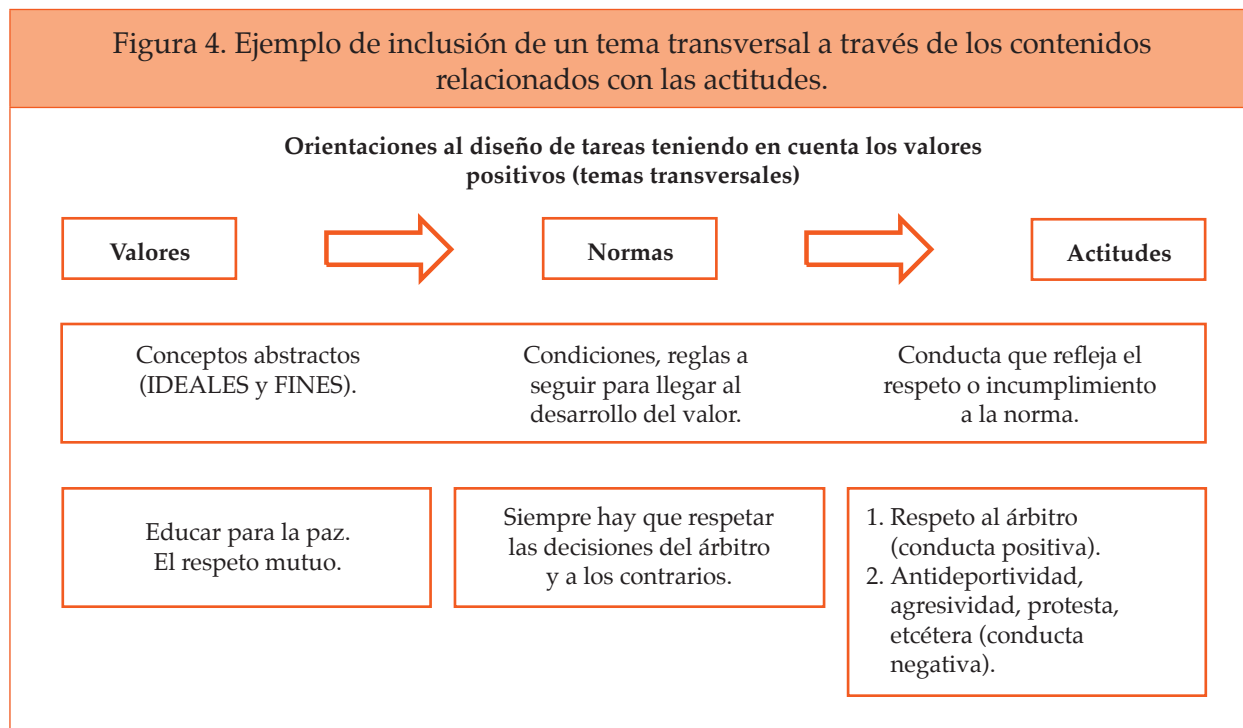 Figura 4. Ejemplo de inclusión de un tema transversal a través de los contenidos
relacionados con las actitudes.
Orientaciones al diseño de tareas teniendo en cuenta los valores
positivos (temas transversales)
Valores
Normas
Actitudes
Conceptos abstractos
(IDEALES y FINES).
Condiciones, reglas a
seguir para llegar al
desarrollo del valor.
Conducta que refleja el
respeto o incumplimiento
a la norma.
Educar para la paz.
El respeto mutuo.
Siempre hay que respetar
las decisiones del árbitro
y a los contrarios.
1. Respeto al árbitro
(conducta positiva).
2. Antideportividad,
agresividad, protesta,
etcétera (conducta
negativa).